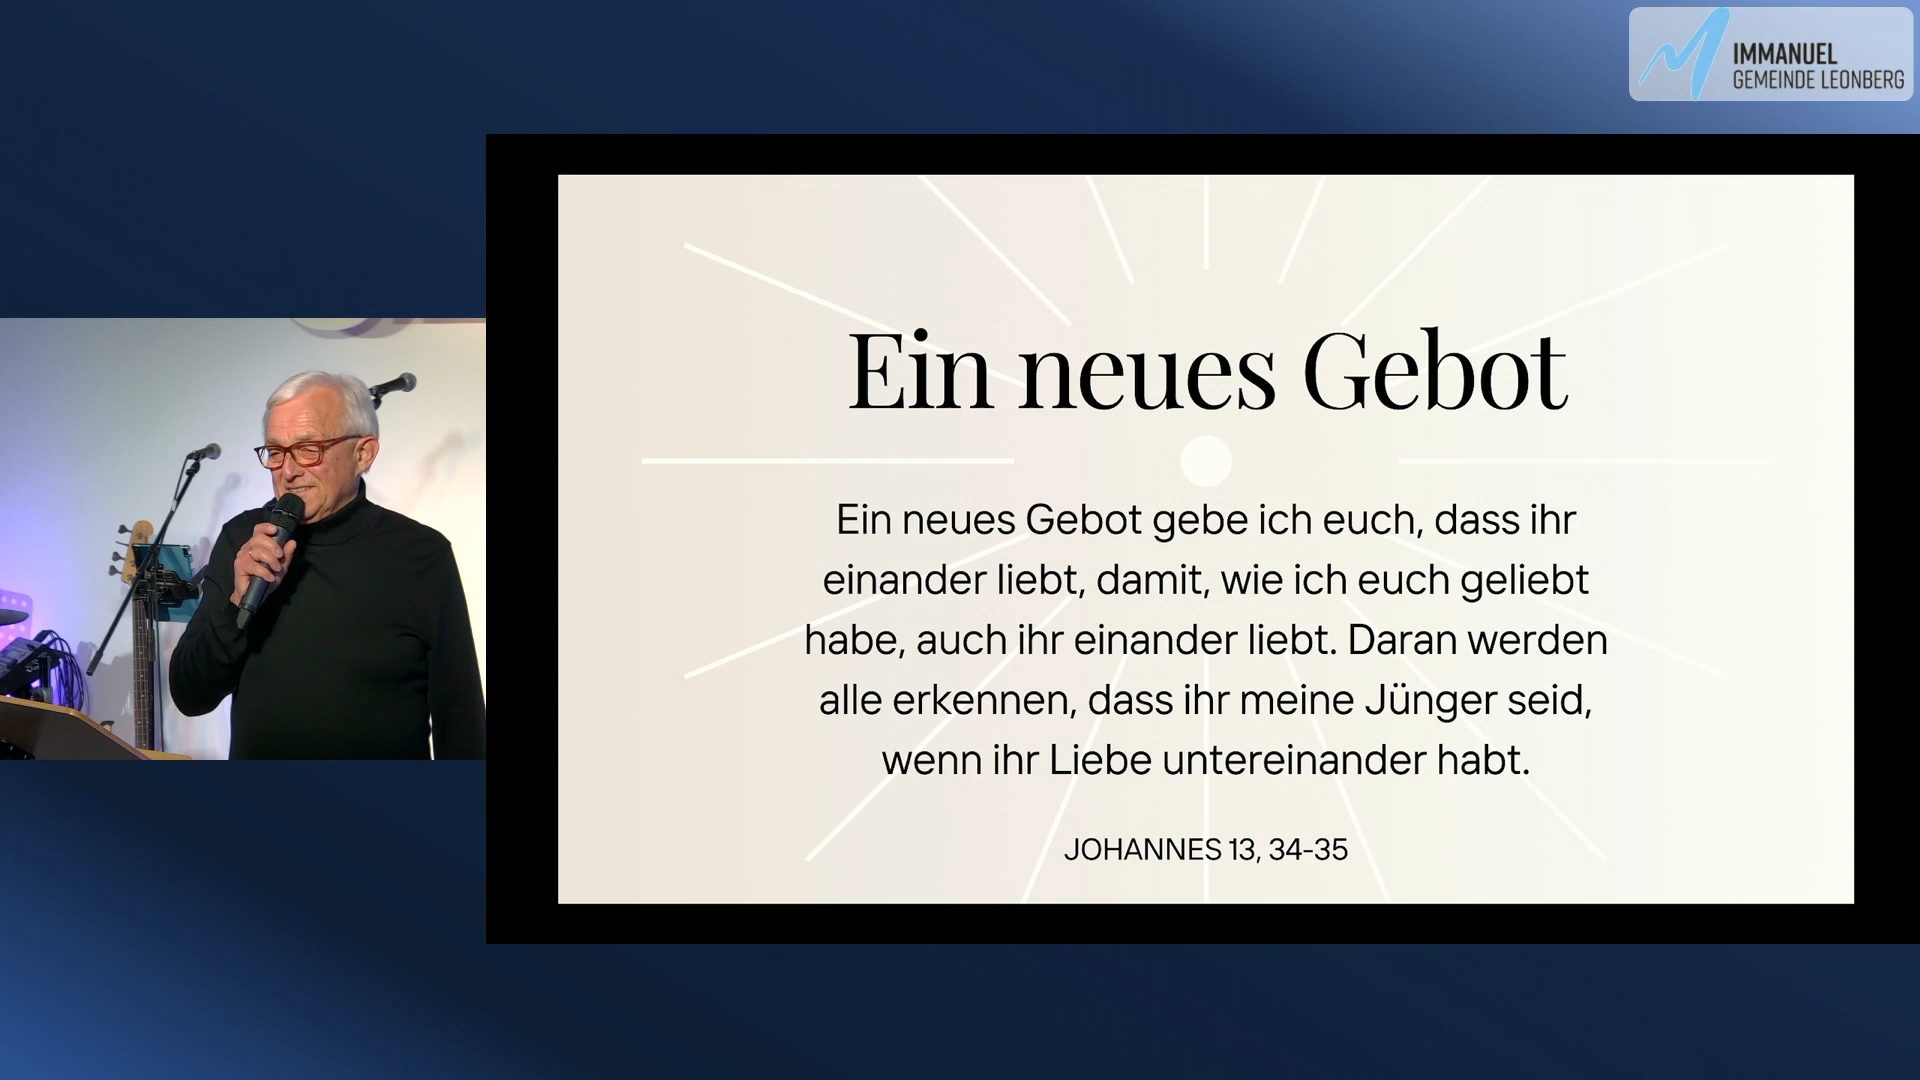 IMMANUEL
GEMEINDE LEONBERG
Ein neues Gebot
Ein neues Gebot gebe ich euch, dass ihr
einander liebt, damit, wie ich euch geliebt
habe, auch ihr einander liebt. Daran werden
alle erkennen, dass ihr meine Jünger seid,
wenn ihr Liebe untereinander habt.
JOHANNES 13, 34-35